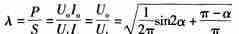 λ = P/S = U₀I₀/U,I = U₀/U, = √(1/2π sin2α + π−α/π)